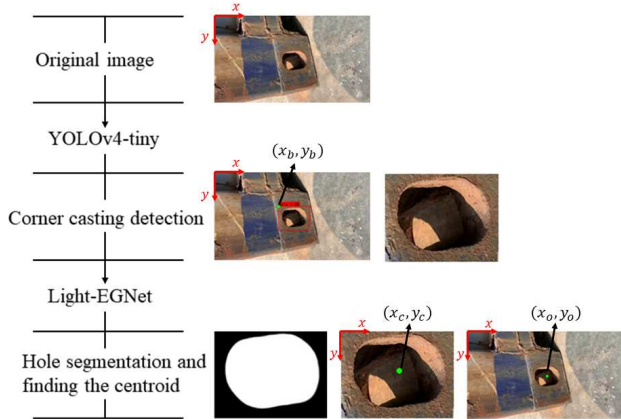 x
y
Original image
YOLOv4-tiny
(x_b, y_b)
x
y
Corner casting detection
Light-EGNet
(x_c, y_c)
(x_o, y_o)
x
x
y
y
Hole segmentation and
finding the centroid